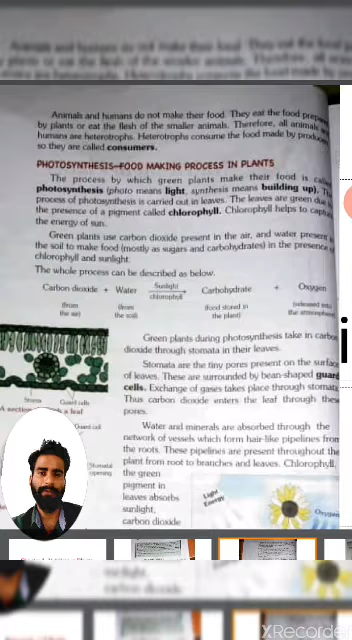 Animals and humans do not make their food. They eat the food
by plants or eat the flesh of the smaller animals. Therefore, all animals
humans are heterotrophs. Heterotrophs consume the food made by
so they are called consumers.
PHOTOSYNTHESIS–FOOD MAKING PROCESS IN PLANTS
The process by which green plants make their food is
photosynthesis (photo means light, synthesis means building up). The
process of photosynthesis is carried out in leaves. The leaves are green
the presence of a pigment called chlorophyll. Chlorophyll helps to
the energy of sun.
Green plants use carbon dioxide present in the air, and water present
the soil to make food (mostly as sugars and carbohydrates) in the presence
chlorophyll and sunlight.
The whole process can be described as below.
Carbon dioxide + Water Sunlight chlorophyll Carbohydrate + Oxygen
(from the air) (from the soil) (food stored in the plant) (released into
Green plants during photosynthesis take in carbon
dioxide through stomata in their leaves.
Stomata are the tiny pores present on the surface
of leaves. These are surrounded by bean-shaped guard
cells. Exchange of gases takes place through stomata.
Thus carbon dioxide enters the leaf through these
pores.
Stoma Guard cells
A section leaf
Guard cell
Stomatal
opening
Water and minerals are absorbed through the
network of vessels which form hair-like pipelines from
the roots. These pipelines are present throughout the
plant from root to branches and leaves. Chlorophyll,
the green
pigment in
leaves absorbs
sunlight,
carbon dioxide
Light
Energy
Oxygen
XRecorder